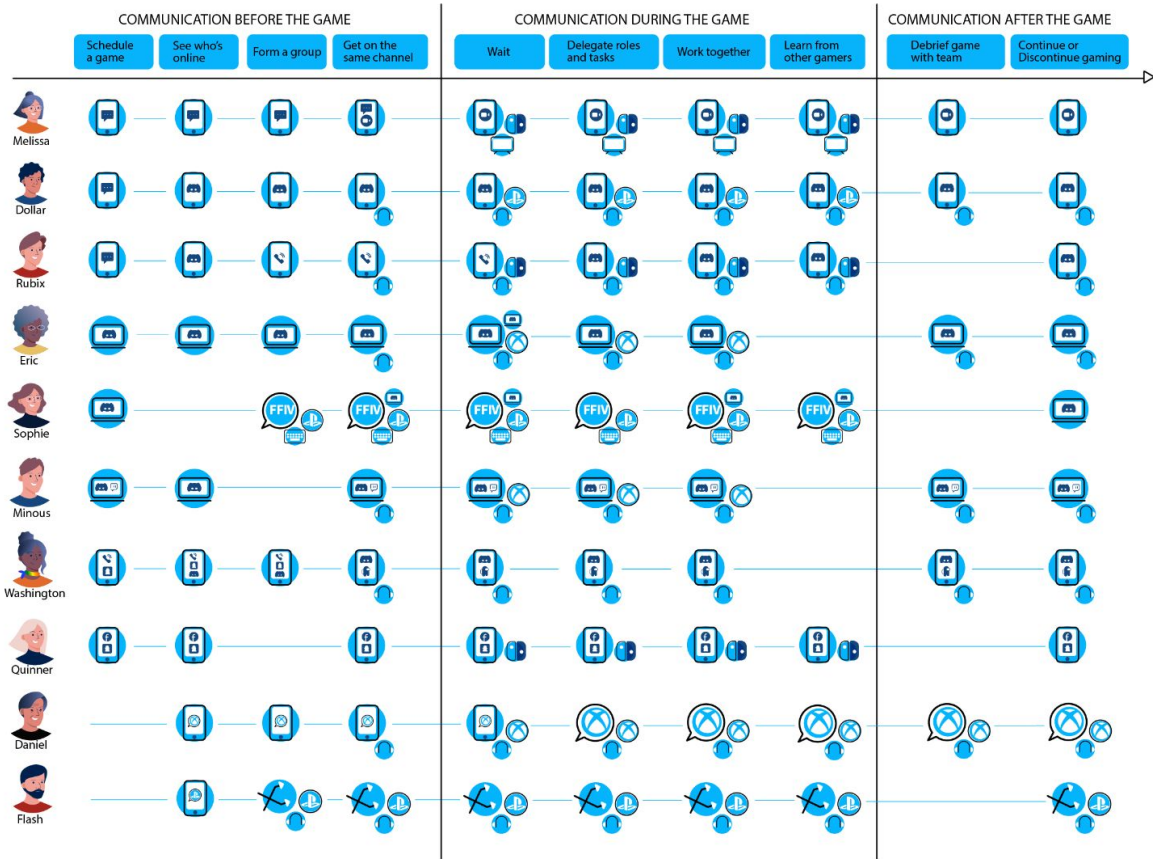 COMMUNICATION BEFORE THE GAME
COMMUNICATION DURING THE GAME
COMMUNICATION AFTER THE GAME
Schedule
a game
See who's
online
Form a group
Get on the
same channel
Wait
Delegate roles
and tasks
Work together
Learn from
other gamers
Debrief game
with team
Continue or
Discontinue gaming
Melissa
Dollar
Rubix
Eric
Sophie
FFIV
FFIV
FFIV
FFIV
FFIV
FFIV
Minous
Washington
Quinner
Daniel
Flash